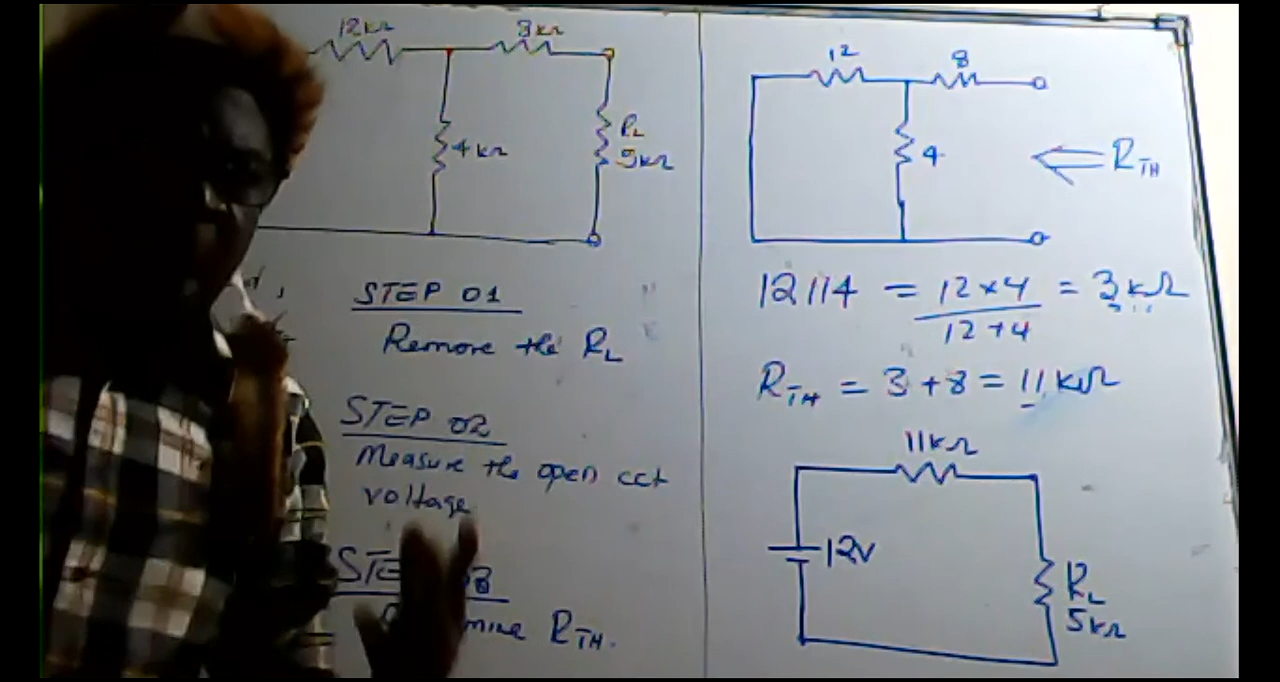 12kΩ
8kΩ
4kΩ
RL
5kΩ
STEP 01
Remove the RL
STEP 02
Measure the open cct
voltage
RTH.
12
8
4
RTH
12||4 = 12×4 / 12+4 = 3kΩ
RTH = 3+8 = 11kΩ
11kΩ
12V
RL
5kΩ